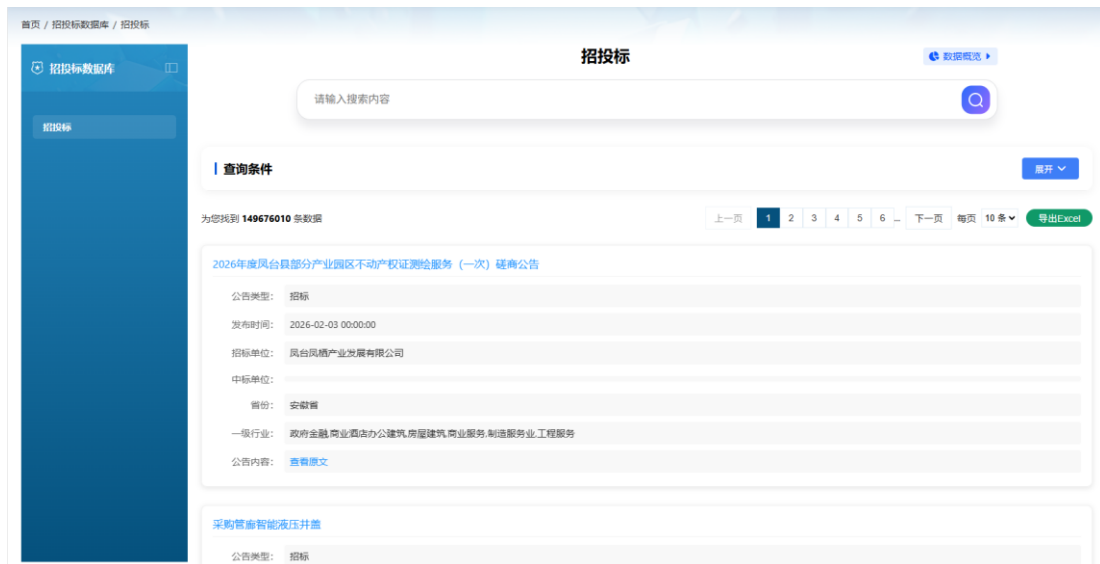 首页 / 招投标数据库 / 招投标
招投标数据库
招投标
招投标
数据概览
请输入搜索内容
查询条件
展开
为您找到 149676010 条数据
上一页 1 2 3 4 5 6 ... 下一页 每页 10 条 导出Excel
2026年度凤台县部分产业园区不动产权证测绘服务（一次）磋商公告
公告类型： 招标
发布时间： 2026-02-03 00:00:00
招标单位： 凤台凤栖产业发展有限公司
中标单位：
省份： 安徽省
一级行业： 政府金融,商业酒店办公建筑,房屋建筑,商业服务,制造服务业,工程服务
公告内容： 查看原文
采购管廊智能液压井盖
公告类型： 招标